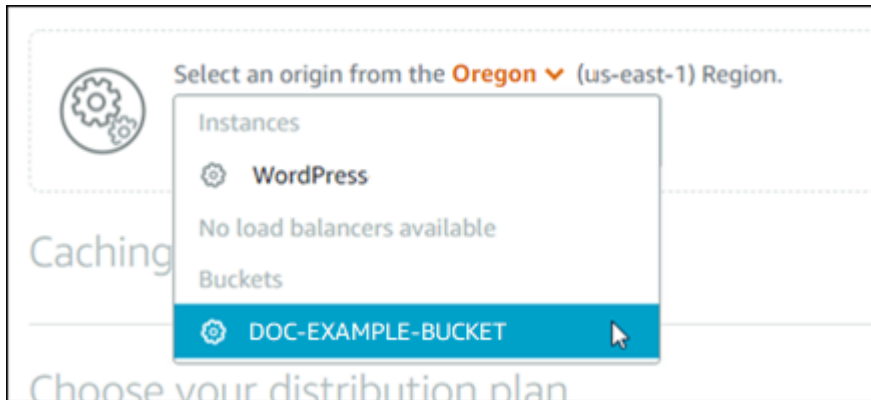 Select an origin from the Oregon (us-east-1) Region.
Instances
WordPress
No load balancers available
Caching
Buckets
DOC-EXAMPLE-BUCKET
Choose your distribution plan